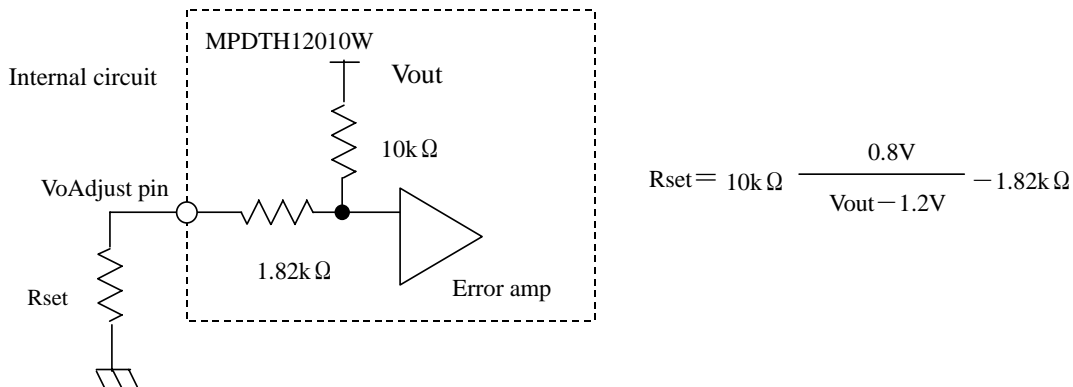 MPDTH12010W
Internal circuit
Vout
10kΩ
VoAdjust pin
1.82kΩ
Rset
Error amp
0.8V
Rset＝ 10kΩ ──── －1.82kΩ
Vout－1.2V